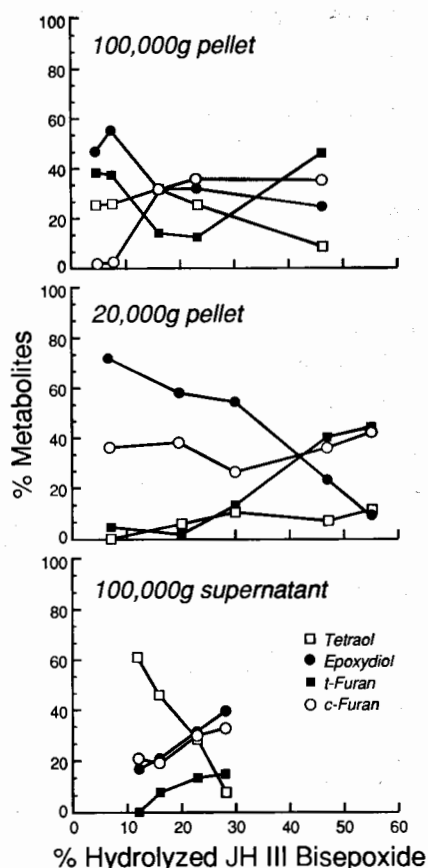 100
100,000g pellet
80
60
40
20
0
100
20,000g pellet
80
60
40
20
0
% Metabolites
100
100,000g supernatant
80
60
40
20
0
Tetraol
Epoxydiol
t-Furan
c-Furan
0 10 20 30 40 50 60
% Hydrolyzed JH III Bisepoxide